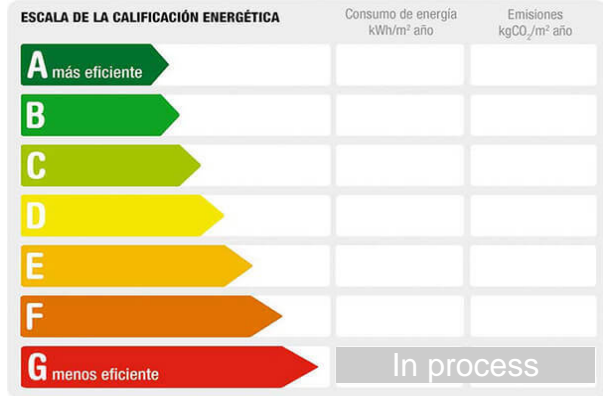 ESCALA DE LA CALIFICACIÓN ENERGÉTICA
Consumo de energía
kWh/m² año
Emisiones
kgCO₂/m² año
A más eficiente
B
C
D
E
F
G menos eficiente
In process